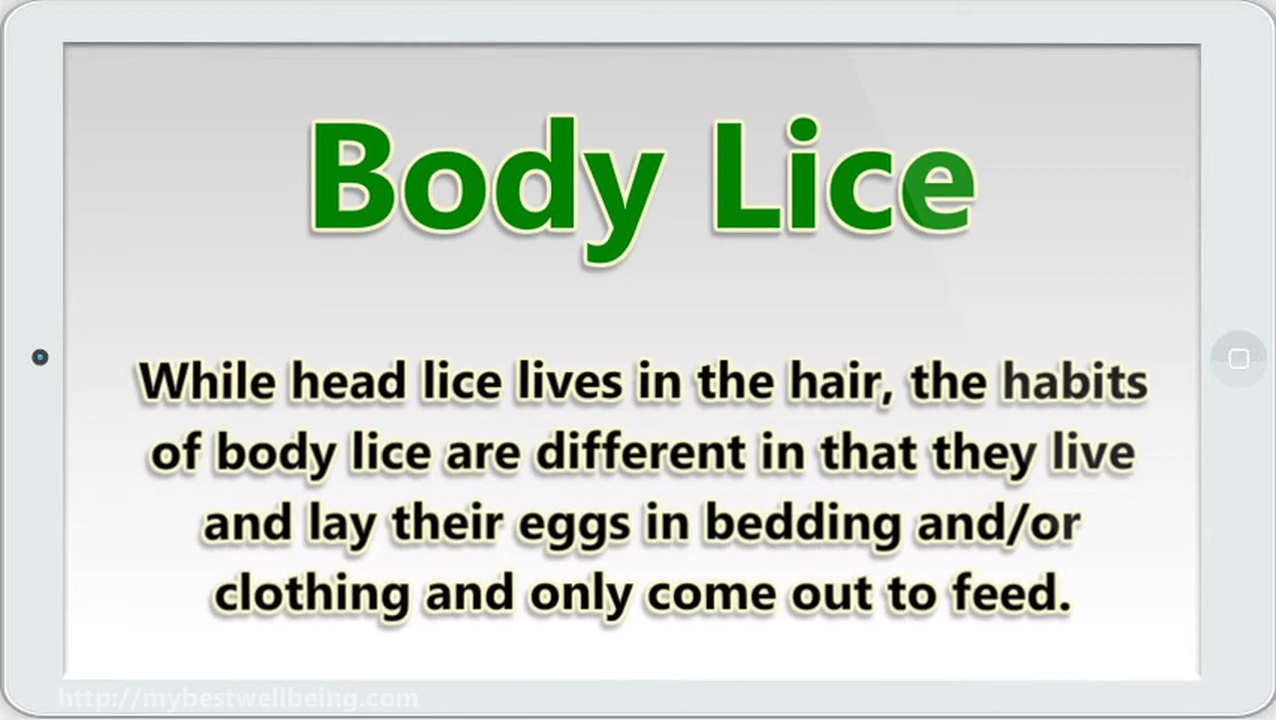 Body Lice
While head lice lives in the hair, the habits
of body lice are different in that they live
and lay their eggs in bedding and/or
clothing and only come out to feed.
http://mybestwellbeing.com